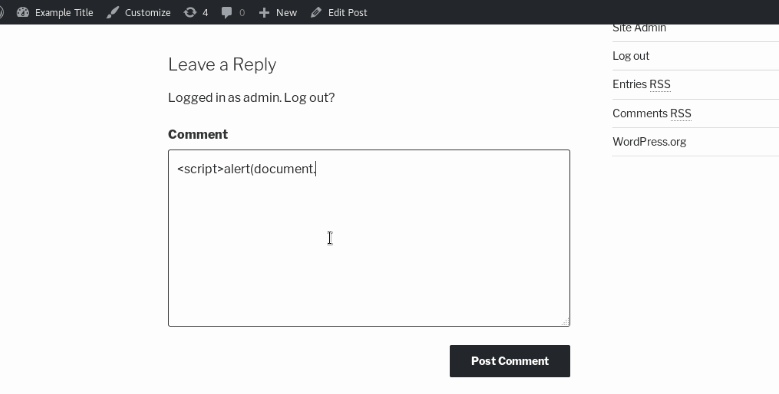 Example Title Customize 4 0 New Edit Post
Site Admin
Leave a Reply
Log out
Entries RSS
Logged in as admin. Log out?
Comments RSS
Comment
WordPress.org
<script>alert(document.
Post Comment